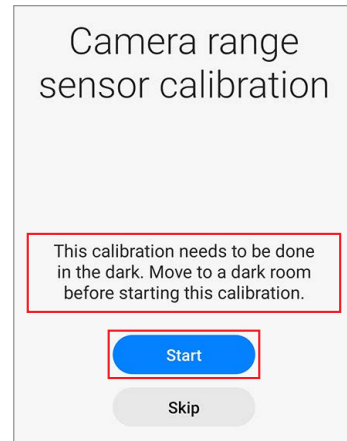 Camera range
sensor calibration
This calibration needs to be done
in the dark. Move to a dark room
before starting this calibration.
Start
Skip